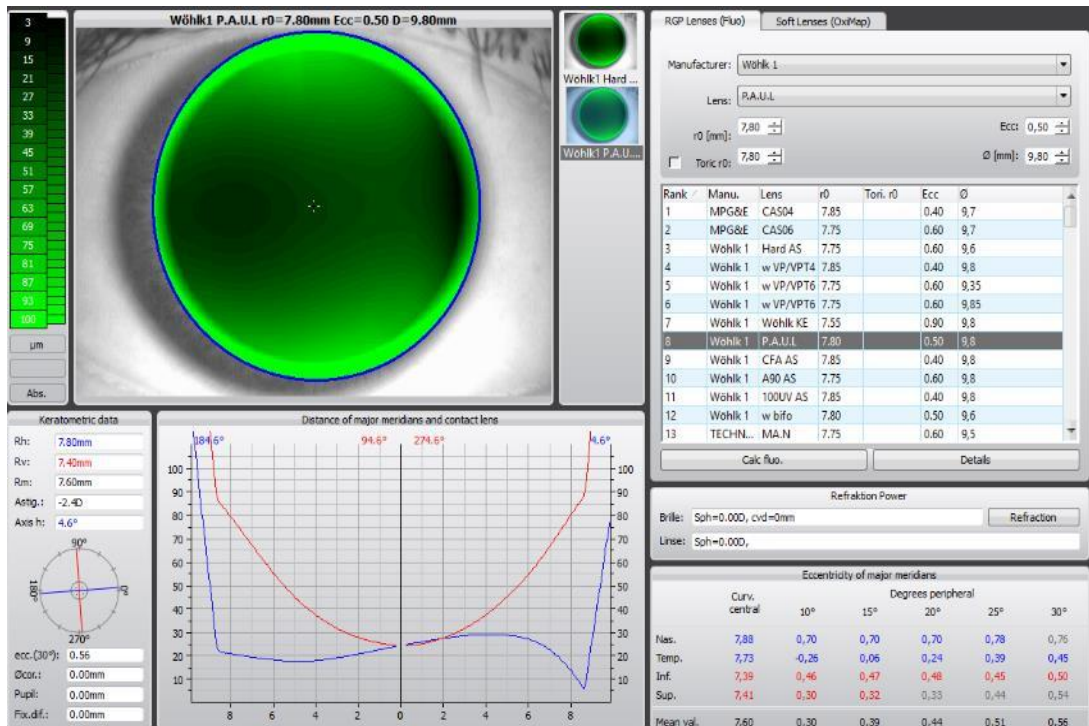 Wöhlk1 P.A.U.L r0=7.80mm Ecc=0.50 D=9.80mm
3
9
15
21
27
33
39
45
51
57
63
69
75
81
87
93
100
µm
Abs.
Wöhlk1 Hard ...
Wöhlk1 P.A.U....
RGP Lenses (Fluo)
Soft Lenses (OxiMap)
Manufacturer: Wöhlk 1
Lens: P.A.U.L
r0 [mm]: 7,80 Ecc: 0,50
Toric r0: 7,80 Ø [mm]: 9,80
Rank Manu. Lens r0 Tori. r0 Ecc Ø
1 MPG&E CAS04 7.85 0.40 9,7
2 MPG&E CAS06 7.75 0.60 9,7
3 Wöhlk 1 Hard AS 7.75 0.60 9,6
4 Wöhlk 1 w VP/VPT4 7.85 0.40 9,8
5 Wöhlk 1 w VP/VPT6 7.75 0.60 9,35
6 Wöhlk 1 w VP/VPT6 7.75 0.60 9,85
7 Wöhlk 1 Wöhlk KE 7.55 0.90 9,8
8 Wöhlk 1 P.A.U.L 7.80 0.50 9,8
9 Wöhlk 1 CFA AS 7.85 0.40 9,8
10 Wöhlk 1 A90 AS 7.75 0.60 9,8
11 Wöhlk 1 100UV AS 7.85 0.40 9,8
12 Wöhlk 1 w bifo 7.80 0.50 9,6
13 TECHN... MA.N 7.75 0.60 9,5
Calc fluo.
Details
Keratometric data
Rh: 7.80mm
Rv: 7.40mm
Rm: 7.60mm
Astig.: -2.4D
Axis h: 4.6°
90°
180°
0°
270°
ecc.(30°): 0.56
Øcor.: 0.00mm
Pupil: 0.00mm
Fix.dif.: 0.00mm
Distance of major meridians and contact lens
184.6° 94.6° 274.6° 4.6°
100 100
90 90
80 80
70 70
60 60
50 50
40 40
30 30
20 20
10 10
8 6 4 2 0 2 4 6 8
Refraktion Power
Brille: Sph=0.00D, cvd=0mm
Refraction
Linse: Sph=0.00D,
Eccentricity of major meridians
Curv. central
Degrees peripheral
10° 15° 20° 25° 30°
Nas. 7,88 0,70 0,70 0,70 0,78 0,76
Temp. 7,73 -0,26 0,06 0,24 0,39 0,45
Inf. 7,39 0,46 0,47 0,48 0,45 0,50
Sup. 7,41 0,30 0,32 0,33 0,44 0,54
Mean val. 7,60 0,30 0,39 0,44 0,51 0,56